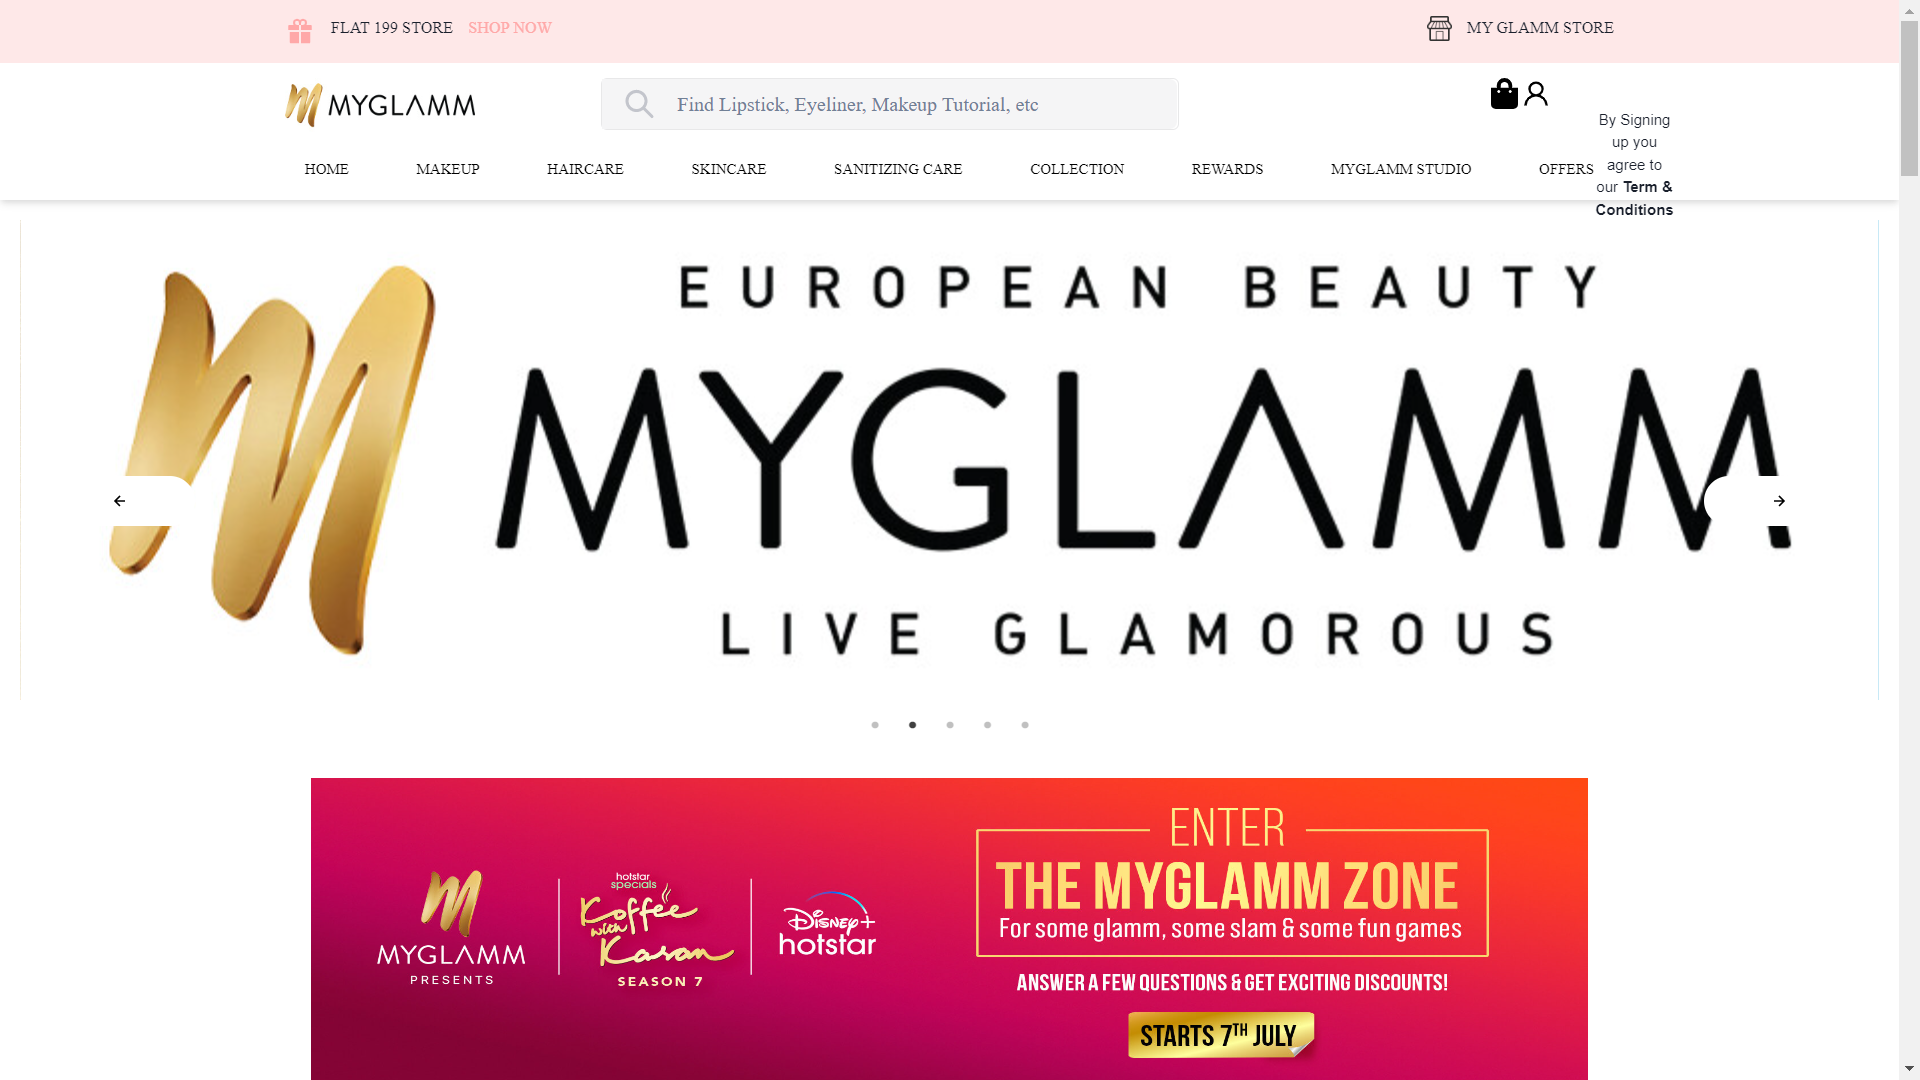 FLAT 199 STORE SHOP NOW
MY GLAMM STORE
MYGLAMM
Find Lipstick, Eyeliner, Makeup Tutorial, etc
By Signing
up you
agree to
our Term &
Conditions
HOME MAKEUP HAIRCARE SKINCARE SANITIZING CARE COLLECTION REWARDS MYGLAMM STUDIO OFFERS
EUROPEAN BEAUTY
MYGLAMM
LIVE GLAMOROUS
MYGLAMM
PRESENTS
hotstar
specials
Koffee
with
Karan
SEASON 7
Disney+
hotstar
ENTER
THE MYGLAMM ZONE
For some glamm, some slam & some fun games
ANSWER A FEW QUESTIONS & GET EXCITING DISCOUNTS!
STARTS 7TH JULY